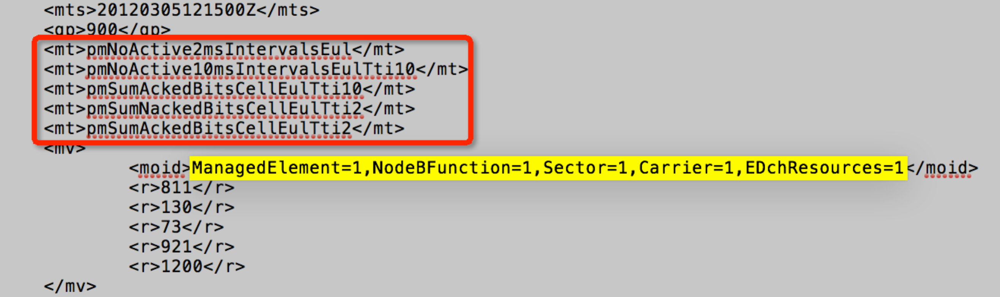 <mts>20120305121500Z</mts>
<gp>900</gp>
<mt>pmNoActive2msIntervalsEul</mt>
<mt>pmNoActive10msIntervalsEulTti10</mt>
<mt>pmSumAckedBitsCellEulTti10</mt>
<mt>pmSumNackedBitsCellEulTti2</mt>
<mt>pmSumAckedBitsCellEulTti2</mt>
<mv>
<moid>ManagedElement=1,NodeBFunction=1,Sector=1,Carrier=1,EDchResources=1</moid>
<r>811</r>
<r>130</r>
<r>73</r>
<r>921</r>
<r>1200</r>
</mv>